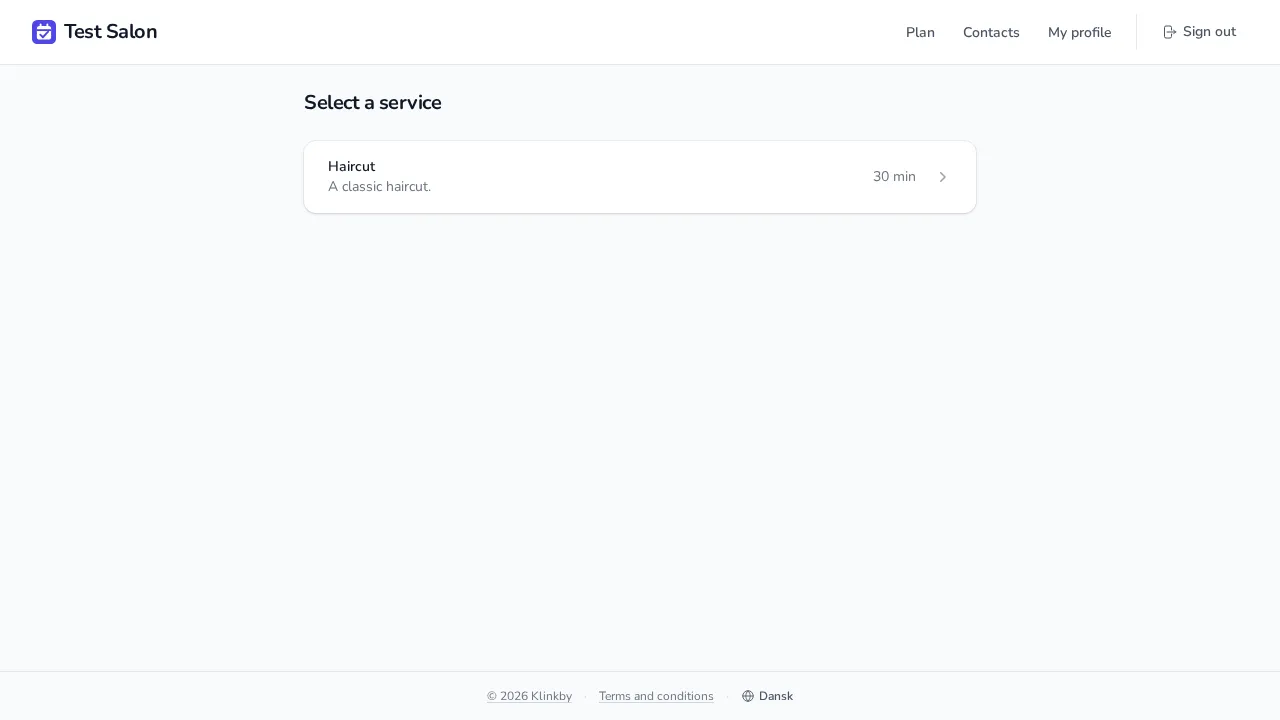 Test Salon
Plan
Contacts
My profile
Sign out
Select a service
Haircut
A classic haircut.
30 min
© 2026 Klinkby · Terms and conditions · Dansk